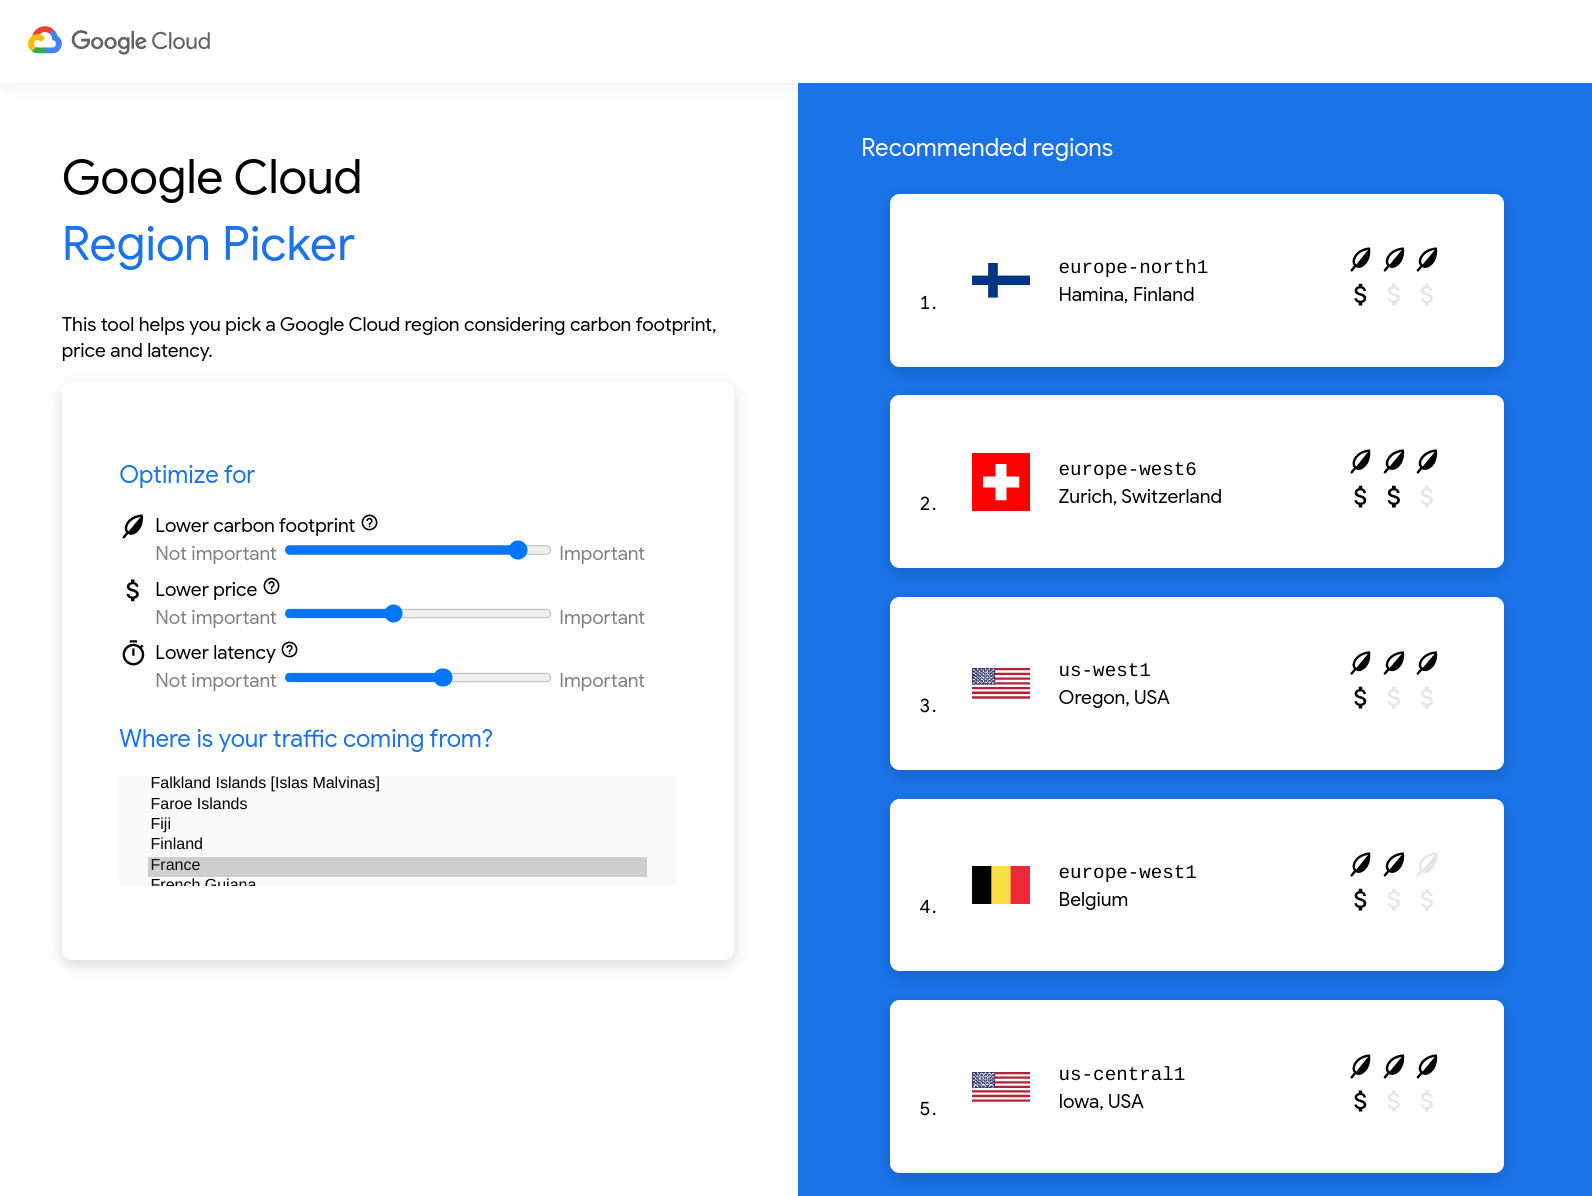 Google Cloud
Google Cloud
Region Picker
This tool helps you pick a Google Cloud region considering carbon footprint,
price and latency.
Optimize for
Lower carbon footprint
Not important Important
$ Lower price
Not important Important
Lower latency
Not important Important
Where is your traffic coming from?
Falkland Islands [Islas Malvinas]
Faroe Islands
Fiji
Finland
France
French Guiana
Recommended regions
1.
europe-north1
Hamina, Finland
$ $ $
2.
europe-west6
Zurich, Switzerland
$ $ $
3.
us-west1
Oregon, USA
$ $ $
4.
europe-west1
Belgium
$ $ $
5.
us-central1
Iowa, USA
$ $ $